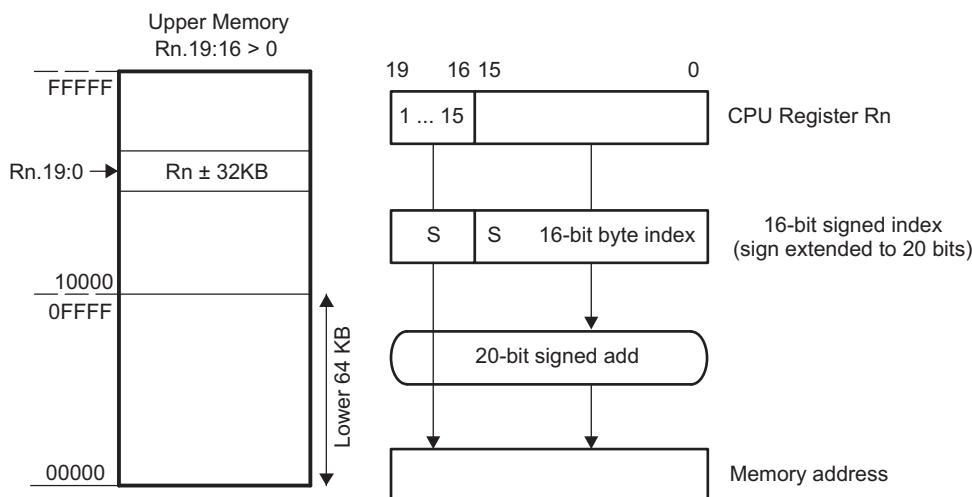 Upper Memory
Rn.19:16 > 0
FFFFF
Rn.19:0
Rn ± 32KB
10000
0FFFF
Lower 64 KB
00000
19 16 15 0
1 ... 15
CPU Register Rn
S
S 16-bit byte index
16-bit signed index
(sign extended to 20 bits)
20-bit signed add
Memory address